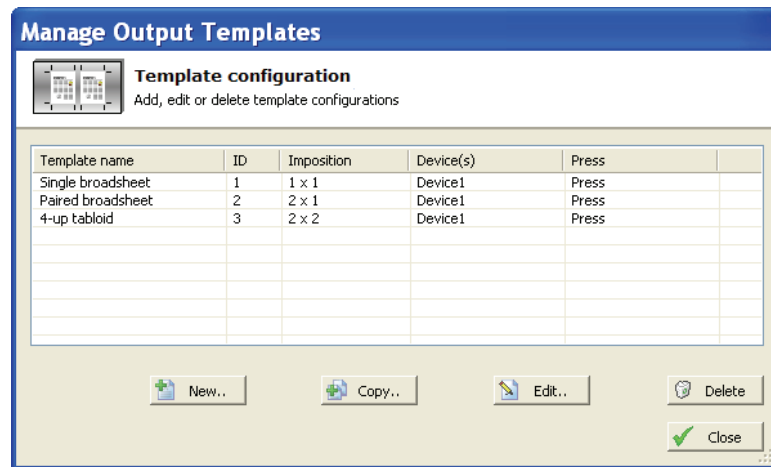 Manage Output Templates
Template configuration
Add, edit or delete template configurations
Template name ID Imposition Device(s) Press
Single broadsheet 1 1 x 1 Device1 Press
Paired broadsheet 2 2 x 1 Device1 Press
4-up tabloid 3 2 x 2 Device1 Press
New.. Copy.. Edit.. Delete
Close